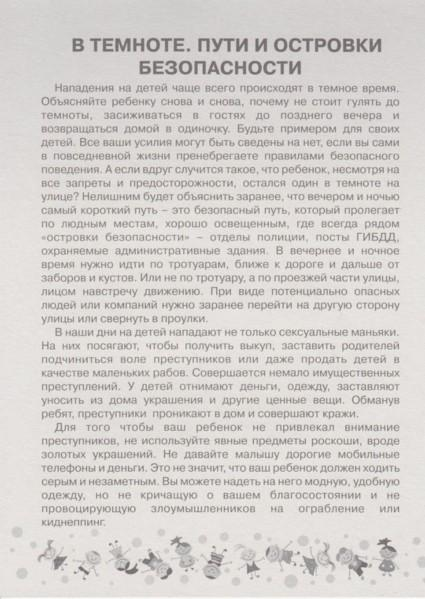 В ТЕМНОТЕ. ПУТИ И ОСТРОВКИ
БЕЗОПАСНОСТИ
Нападения на детей чаще всего происходят в темное время.
Объясняйте ребенку снова и снова, почему не стоит гулять до
темноты, засиживаться в гостях до позднего вечера и
возвращаться домой в одиночку. Будьте примером для своих
детей. Все ваши усилия могут быть сведены на нет, если вы сами
в повседневной жизни пренебрегаете правилами безопасного
поведения. А если вдруг случится такое, что ребенок, несмотря на
все запреты и предосторожности, остался один в темноте на
улице? Нелишним будет объяснить заранее, что вечером и ночью
самый короткий путь – это безопасный путь, который пролегает
по людным местам, хорошо освещенным, где всегда рядом
«островки безопасности» – отделы полиции, посты ГИБДД,
охраняемые административные здания. В вечернее и ночное
время нужно идти по тротуарам, ближе к дороге и дальше от
заборов и кустов. Или не по тротуару, а по проезжей части улицы,
лицом навстречу движению. При виде потенциально опасных
людей или компаний нужно заранее перейти на другую сторону
улицы или свернуть в проулки.
В наши дни на детей нападают не только сексуальные маньяки.
На них посягают, чтобы получить выкуп, заставить родителей
подчиниться воле преступников или даже продать детей в
качестве маленьких рабов. Совершается немало имущественных
преступлений. У детей отнимают деньги, одежду, заставляют
уносить из дома украшения и другие ценные вещи. Обманув
ребят, преступники проникают в дом и совершают кражи.
Для того чтобы ваш ребенок не привлекал внимание
преступников, не используйте явные предметы роскоши, вроде
золотых украшений. Не давайте малышу дорогие мобильные
телефоны и деньги. Это не значит, что ваш ребенок должен ходить
серым и незаметным. Вы можете надеть на него модную, удобную
одежду, но не кричащую о вашем благосостоянии и не
провоцирующую злоумышленников на ограбление или
киднеппинг.